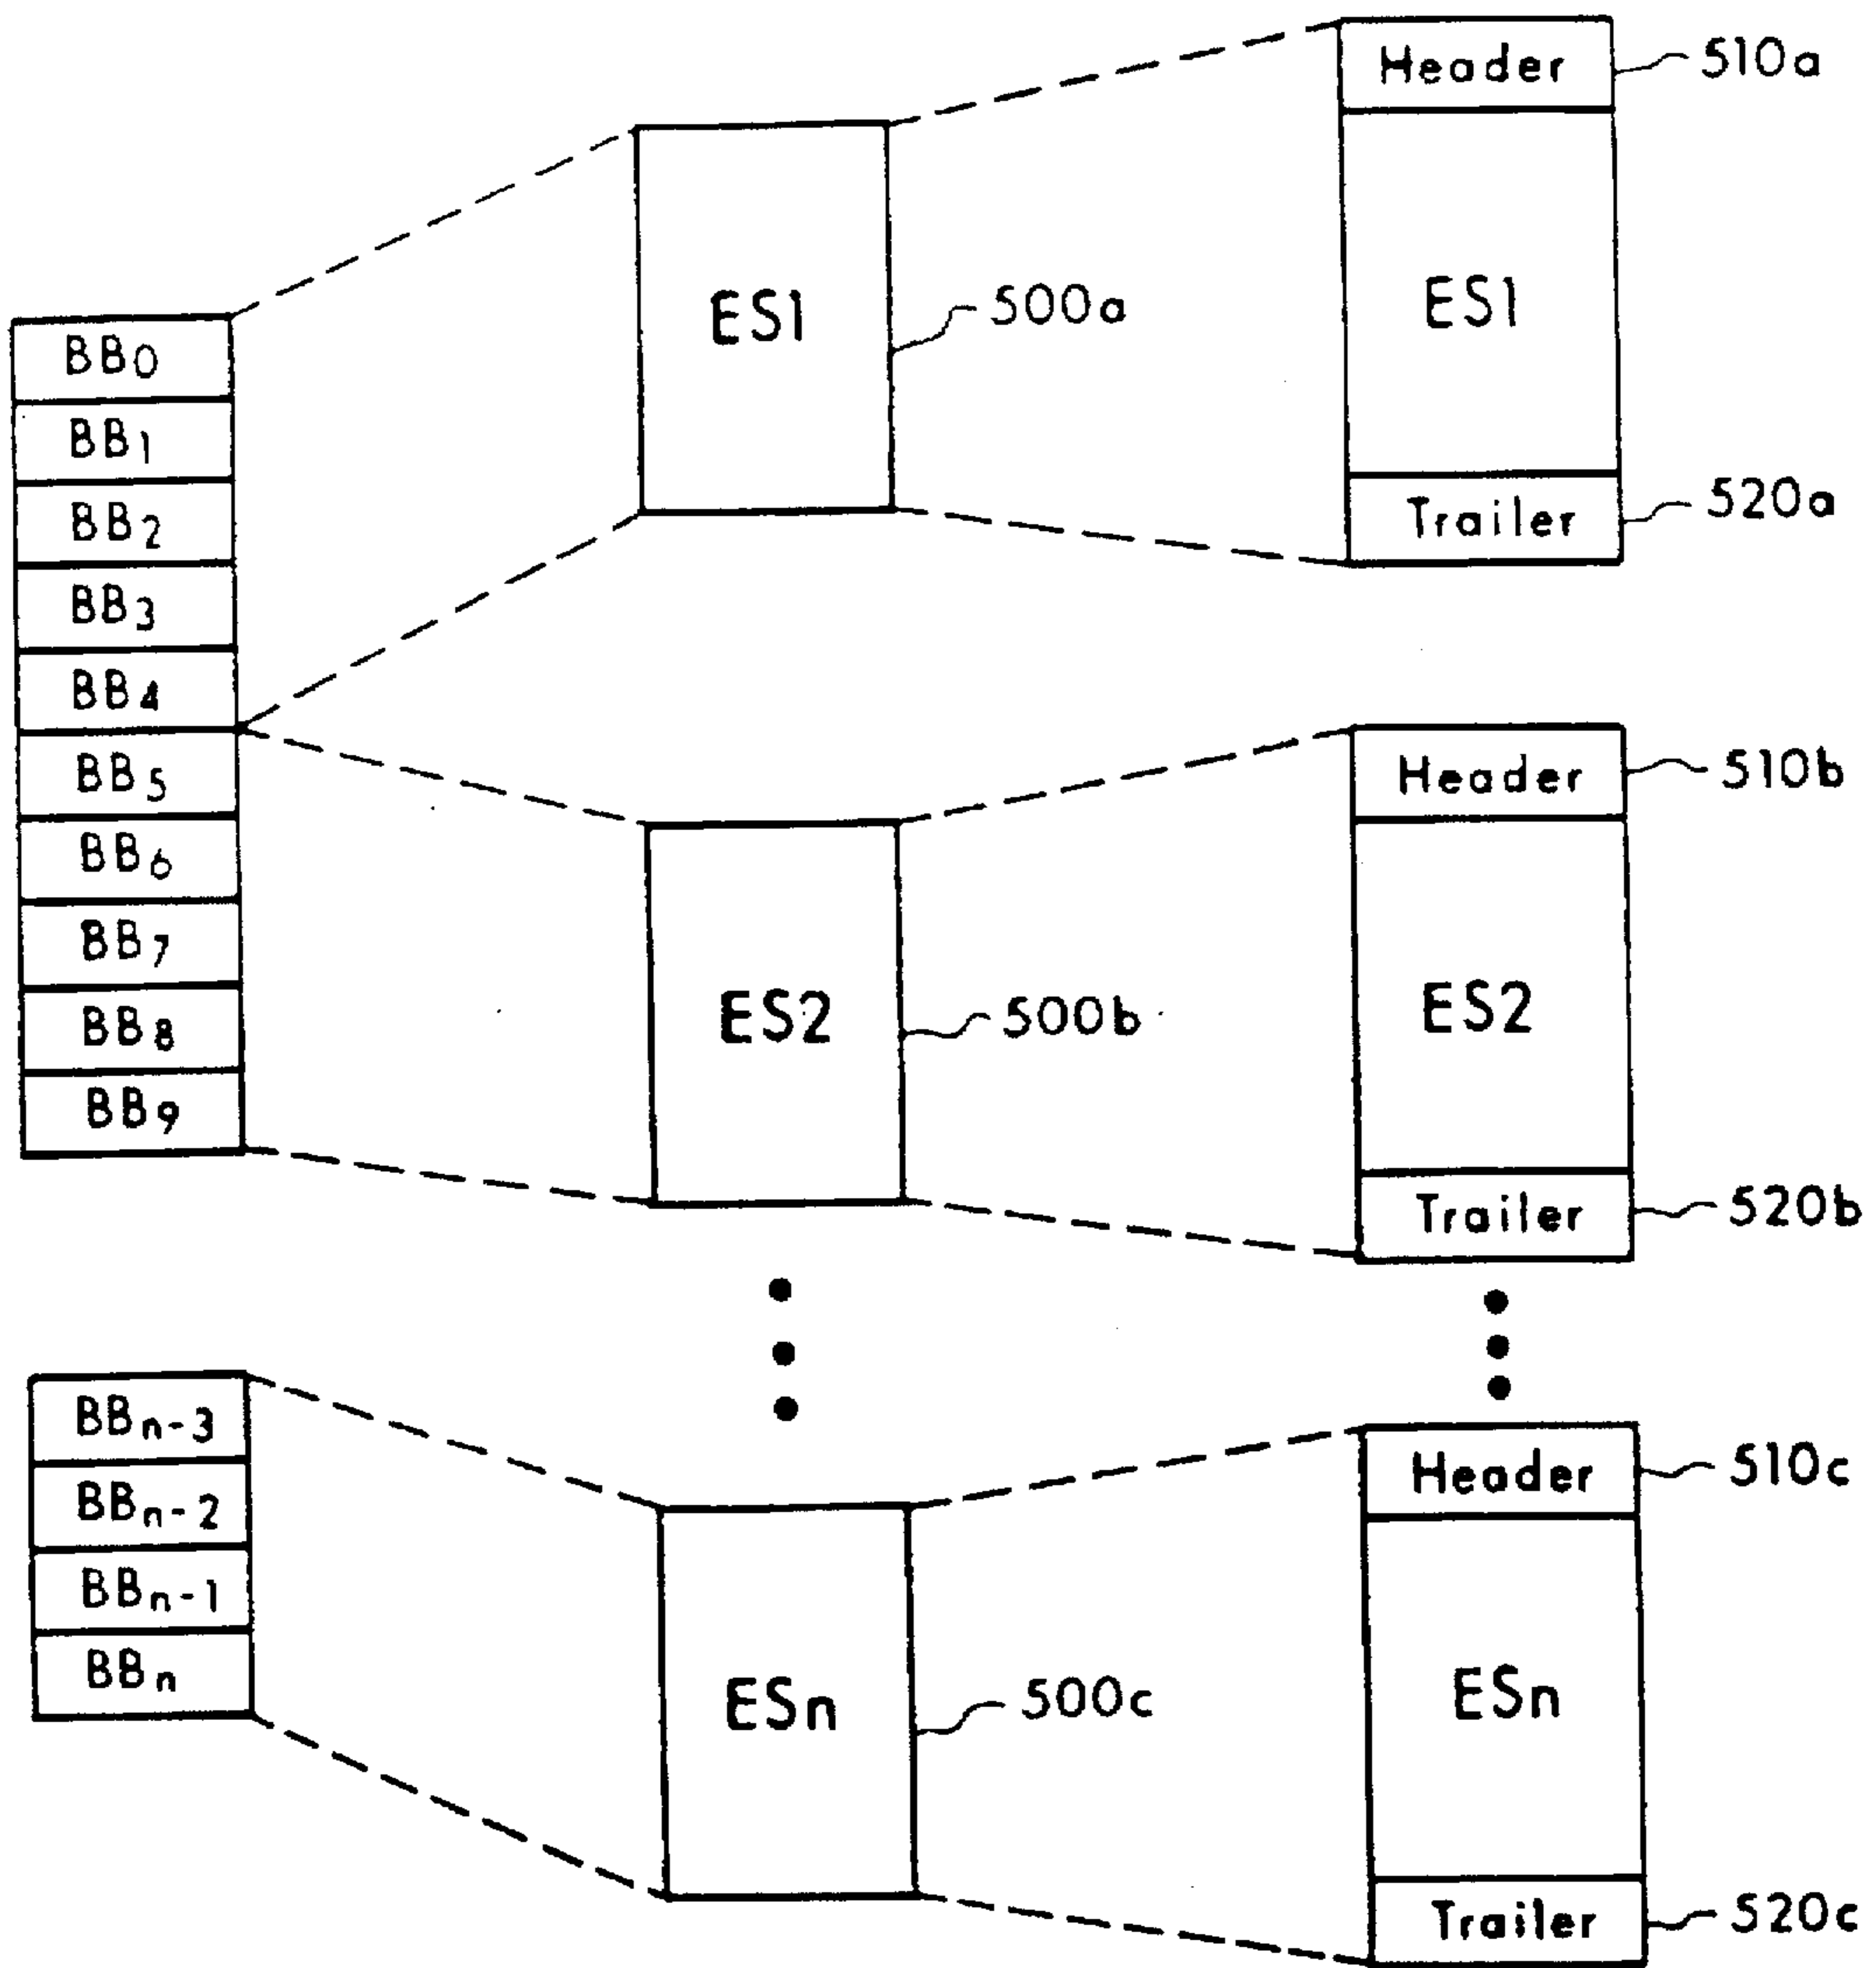 BB0
BB1
BB2
BB3
BB4
BB5
BB6
BB7
BB8
BB9
BBn-3
BBn-2
BBn-1
BBn
ES1
500a
ES2
500b
ESn
500c
Header
510a
ES1
Trailer
520a
Header
510b
ES2
Trailer
520b
Header
510c
ESn
Trailer
520c